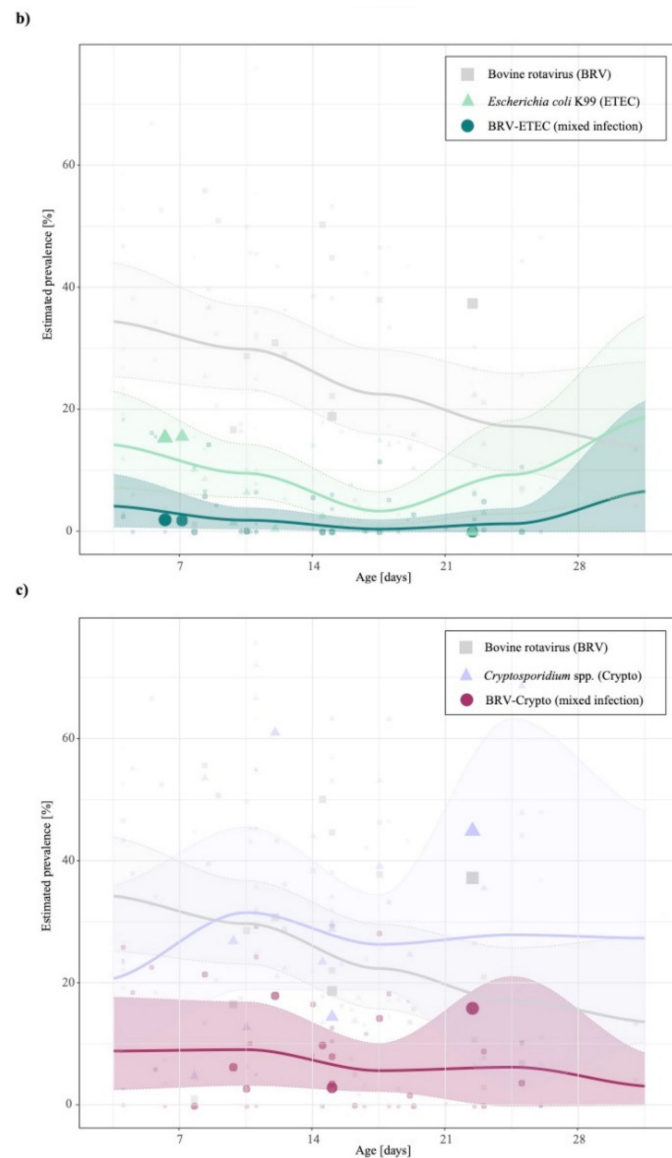 b)
Bovine rotavirus (BRV)
Escherichia coli K99 (ETEC)
BRV-ETEC (mixed infection)
Estimated prevalence [%]
60
40
20
0
7 14 21 28
Age [days]
c)
Bovine rotavirus (BRV)
Cryptosporidium spp. (Crypto)
BRV-Crypto (mixed infection)
Estimated prevalence [%]
60
40
20
0
7 14 21 28
Age [days]